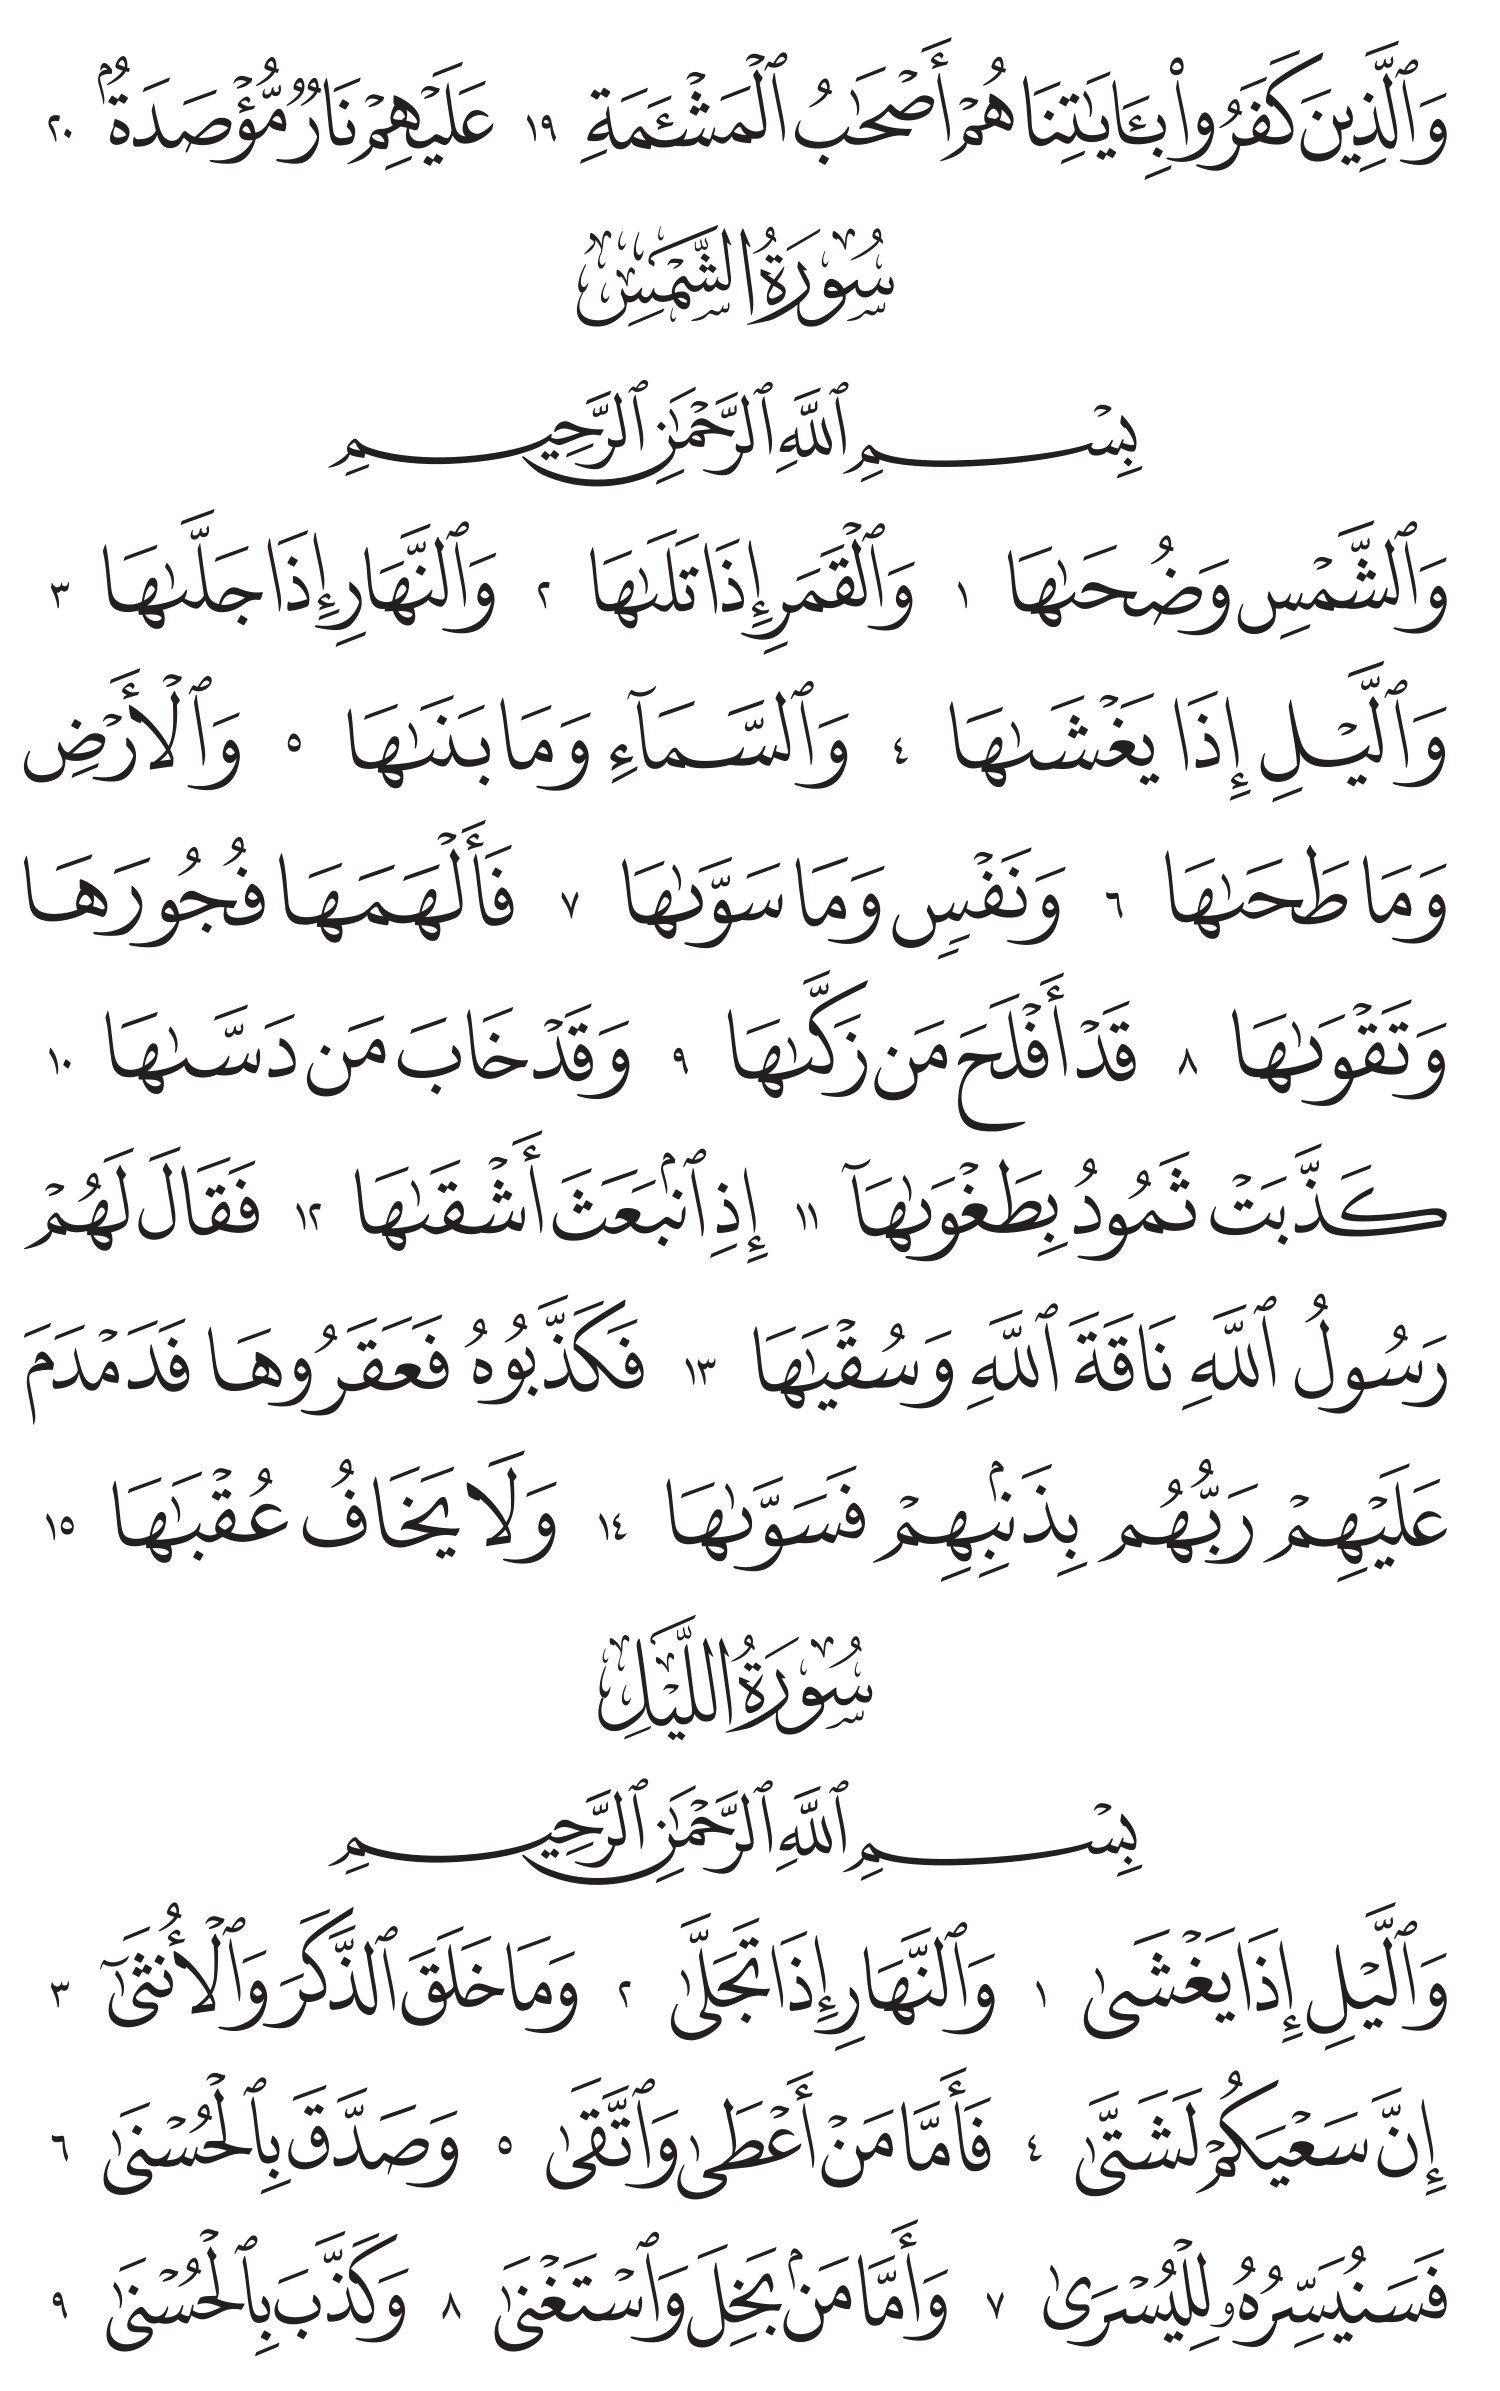 وَٱلَّذِينَ كَفَرُوا۟ بِـَٔايَـٰتِنَا هُمْ أَصْحَـٰبُ ٱلْمَشْـَٔمَةِ ١٩ عَلَيْهِمْ نَارٌ مُّؤْصَدَةٌۢ ٢٠
سُورَةُ الشَّمْسِ
بِسْمِ ٱللَّهِ ٱلرَّحْمَـٰنِ ٱلرَّحِيمِ
وَٱلشَّمْسِ وَضُحَىٰهَا ١ وَٱلْقَمَرِ إِذَا تَلَىٰهَا ٢ وَٱلنَّهَارِ إِذَا جَلَّىٰهَا ٣
وَٱلَّيْلِ إِذَا يَغْشَىٰهَا ٤ وَٱلسَّمَآءِ وَمَا بَنَىٰهَا ٥ وَٱلْأَرْضِ
وَمَا طَحَىٰهَا ٦ وَنَفْسٍ وَمَا سَوَّىٰهَا ٧ فَأَلْهَمَهَا فُجُورَهَا
وَتَقْوَىٰهَا ٨ قَدْ أَفْلَحَ مَن زَكَّىٰهَا ٩ وَقَدْ خَابَ مَن دَسَّىٰهَا ١٠
كَذَّبَتْ ثَمُودُ بِطَغْوَىٰهَآ ١١ إِذِ ٱنۢبَعَثَ أَشْقَىٰهَا ١٢ فَقَالَ لَهُمْ
رَسُولُ ٱللَّهِ نَاقَةَ ٱللَّهِ وَسُقْيَـٰهَا ١٣ فَكَذَّبُوهُ فَعَقَرُوهَا فَدَمْدَمَ
عَلَيْهِمْ رَبُّهُم بِذَنۢبِهِمْ فَسَوَّىٰهَا ١٤ وَلَا يَخَافُ عُقْبَـٰهَا ١٥
سُورَةُ اللَّيْلِ
بِسْمِ ٱللَّهِ ٱلرَّحْمَـٰنِ ٱلرَّحِيمِ
وَٱلَّيْلِ إِذَا يَغْشَىٰ ١ وَٱلنَّهَارِ إِذَا تَجَلَّىٰ ٢ وَمَا خَلَقَ ٱلذَّكَرَ وَٱلْأُنثَىٰٓ ٣
إِنَّ سَعْيَكُمْ لَشَتَّىٰ ٤ فَأَمَّا مَنْ أَعْطَىٰ وَٱتَّقَىٰ ٥ وَصَدَّقَ بِٱلْحُسْنَىٰ ٦
فَسَنُيَسِّرُهُۥ لِلْيُسْرَىٰ ٧ وَأَمَّا مَنۢ بَخِلَ وَٱسْتَغْنَىٰ ٨ وَكَذَّبَ بِٱلْحُسْنَىٰ ٩